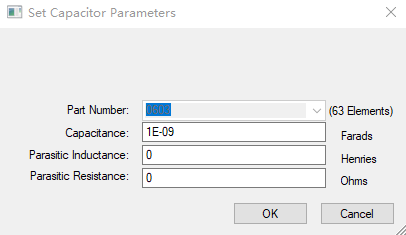 Set Capacitor Parameters
Part Number: (63 Elements)
Capacitance: 1E-09 Farads
Parasitic Inductance: 0 Henries
Parasitic Resistance: 0 Ohms
OK Cancel